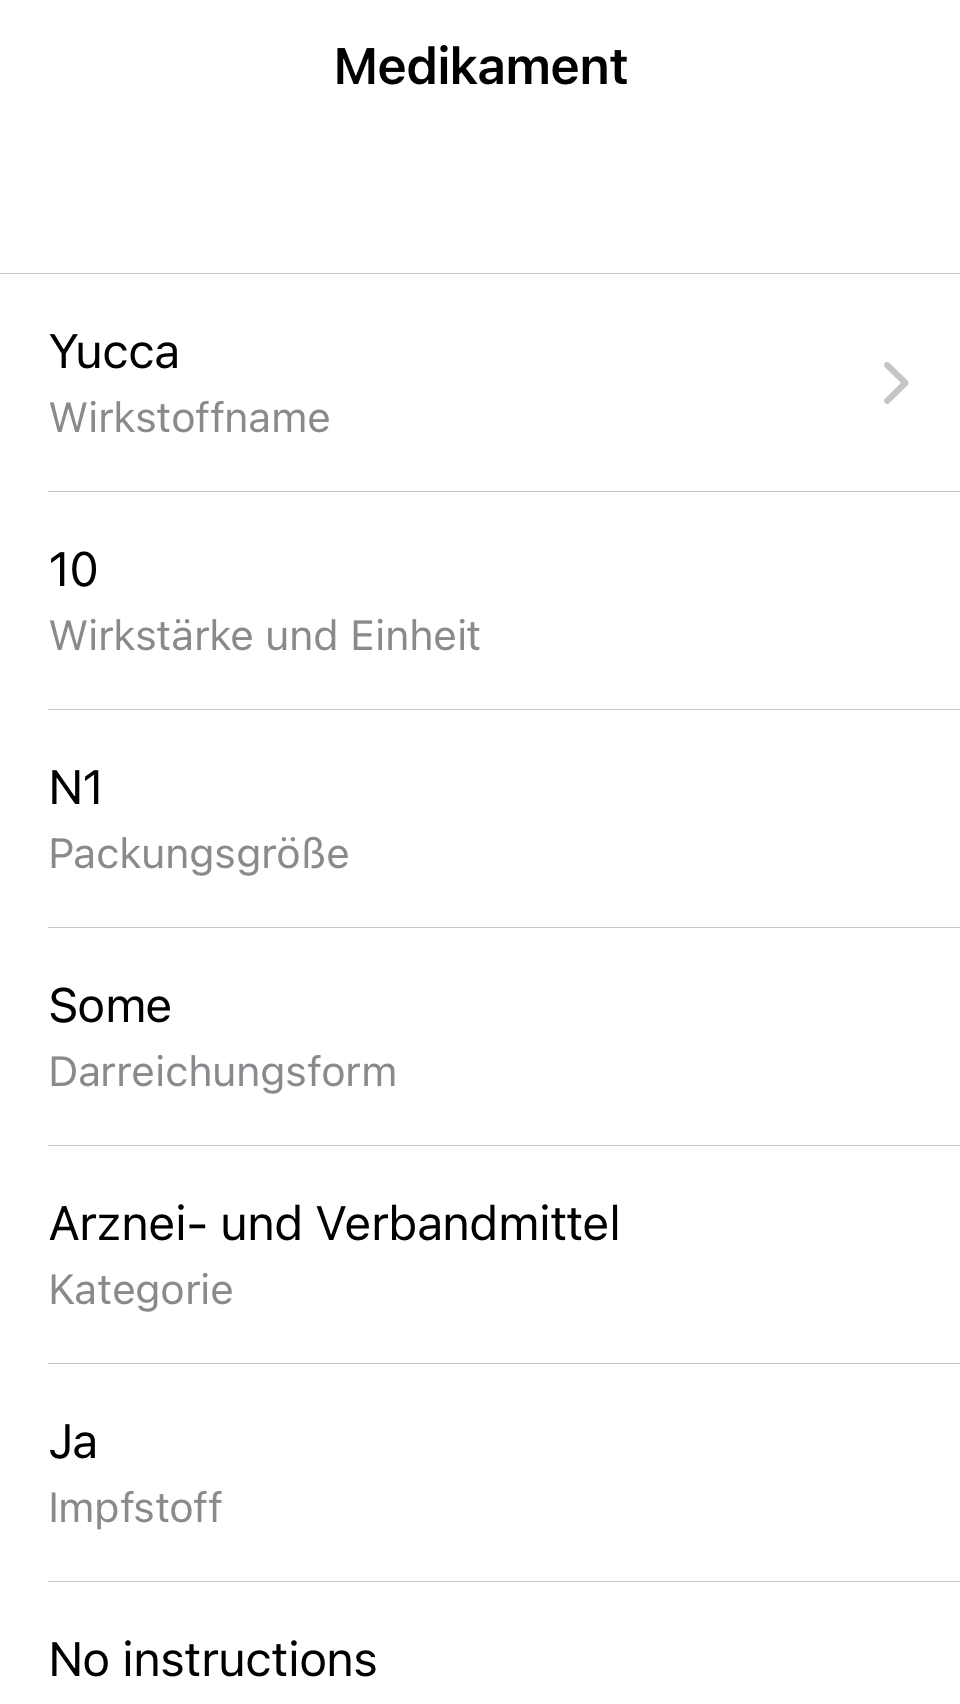 Medikament
Yucca
Wirkstoffname
10
Wirkstärke und Einheit
N1
Packungsgröße
Some
Darreichungsform
Arznei- und Verbandmittel
Kategorie
Ja
Impfstoff
No instructions